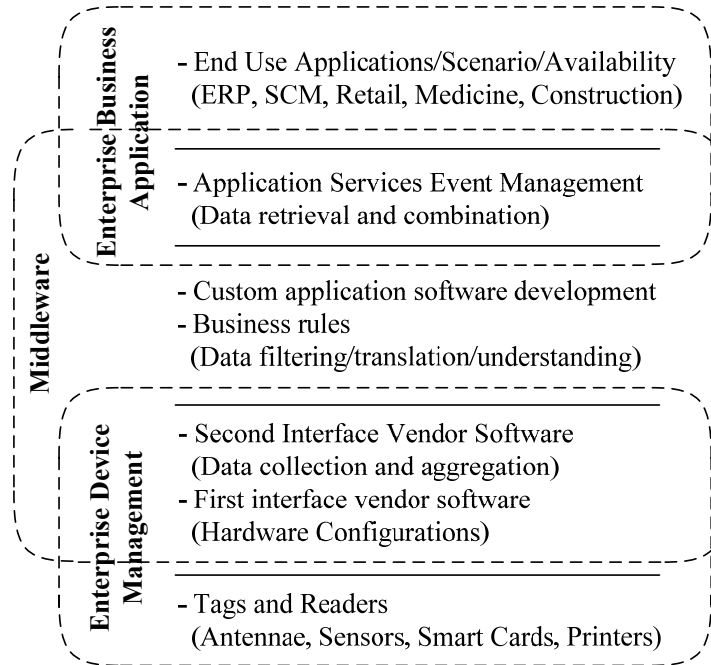 Enterprise Business
Application
- End Use Applications/Scenario/Availability
(ERP, SCM, Retail, Medicine, Construction)
- Application Services Event Management
(Data retrieval and combination)
Middleware
- Custom application software development
- Business rules
(Data filtering/translation/understanding)
Enterprise Device
Management
- Second Interface Vendor Software
(Data collection and aggregation)
- First interface vendor software
(Hardware Configurations)
- Tags and Readers
(Antennae, Sensors, Smart Cards, Printers)